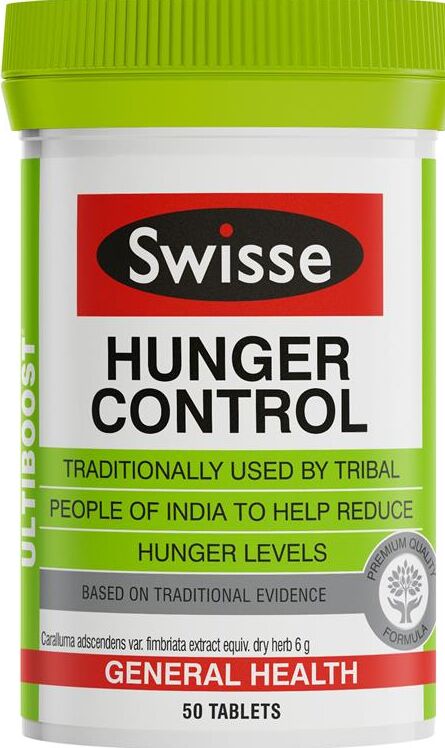 Swisse
HUNGER
CONTROL
ULTIBOOST
TRADITIONALLY USED BY TRIBAL
PEOPLE OF INDIA TO HELP REDUCE
HUNGER LEVELS
BASED ON TRADITIONAL EVIDENCE
PREMIUM QUALITY
FORMULA
Caralluma adscendens var. fimbriata extract equiv. dry herb 6 g
GENERAL HEALTH
50 TABLETS